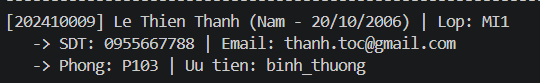 [202410009] Le Thien Thanh (Nam - 20/10/2006) | Lop: MI1
-> SDT: 0955667788 | Email: thanh.toc@gmail.com
-> Phong: P103 | Uu tien: binh_thuong